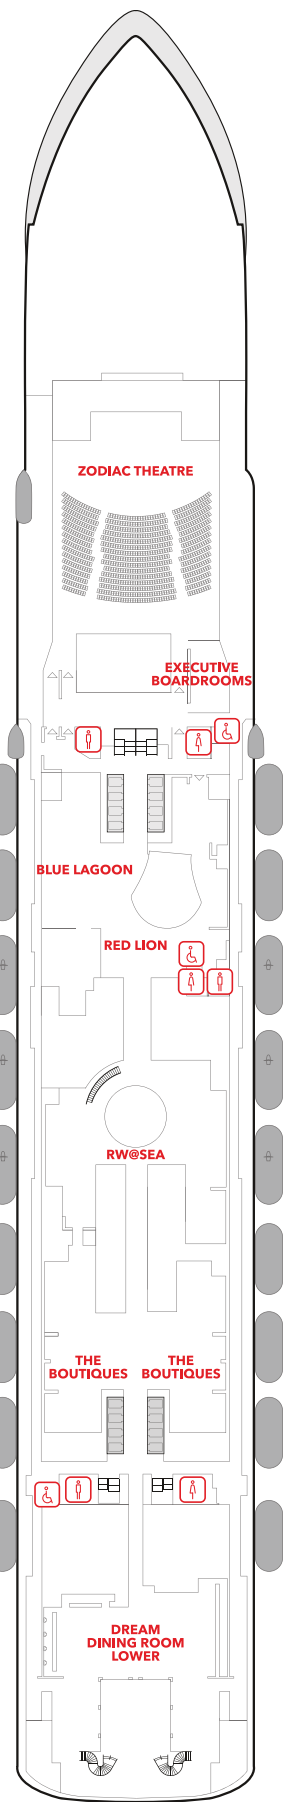 ZODIAC THEATRE
EXECUTIVE
BOARDROOMS
BLUE LAGOON
RED LION
RW@SEA
THE
BOUTIQUES
THE
BOUTIQUES
DREAM
DINING ROOM
LOWER